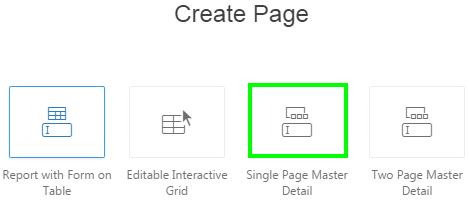 Create Page
Report with Form on
Table
Editable Interactive
Grid
Single Page Master
Detail
Two Page Master
Detail